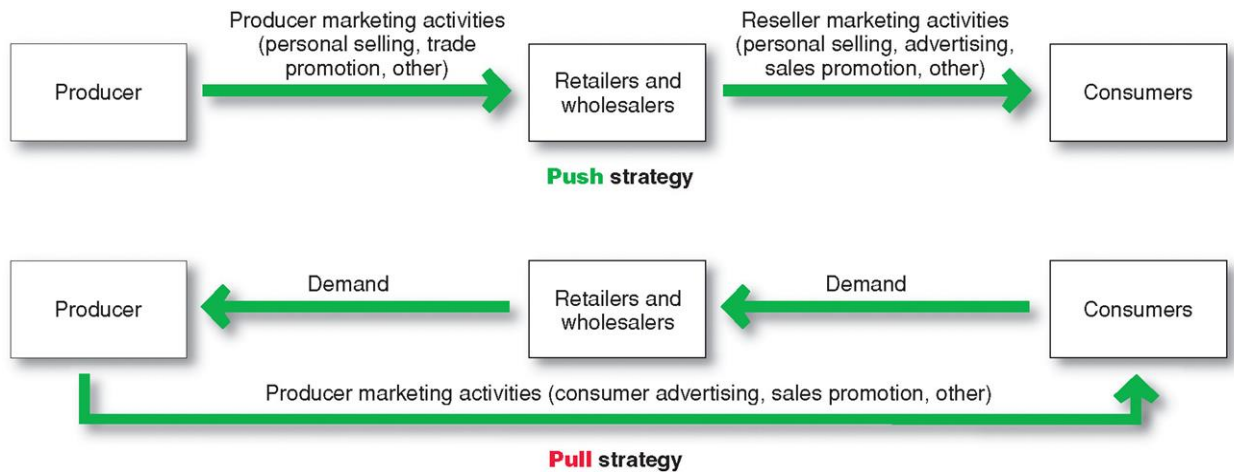 Producer marketing activities
(personal selling, trade
promotion, other)
Reseller marketing activities
(personal selling, advertising,
sales promotion, other)
Producer
Retailers and
wholesalers
Consumers
Push strategy
Producer
Demand
Retailers and
wholesalers
Demand
Consumers
Producer marketing activities (consumer advertising, sales promotion, other)
Pull strategy